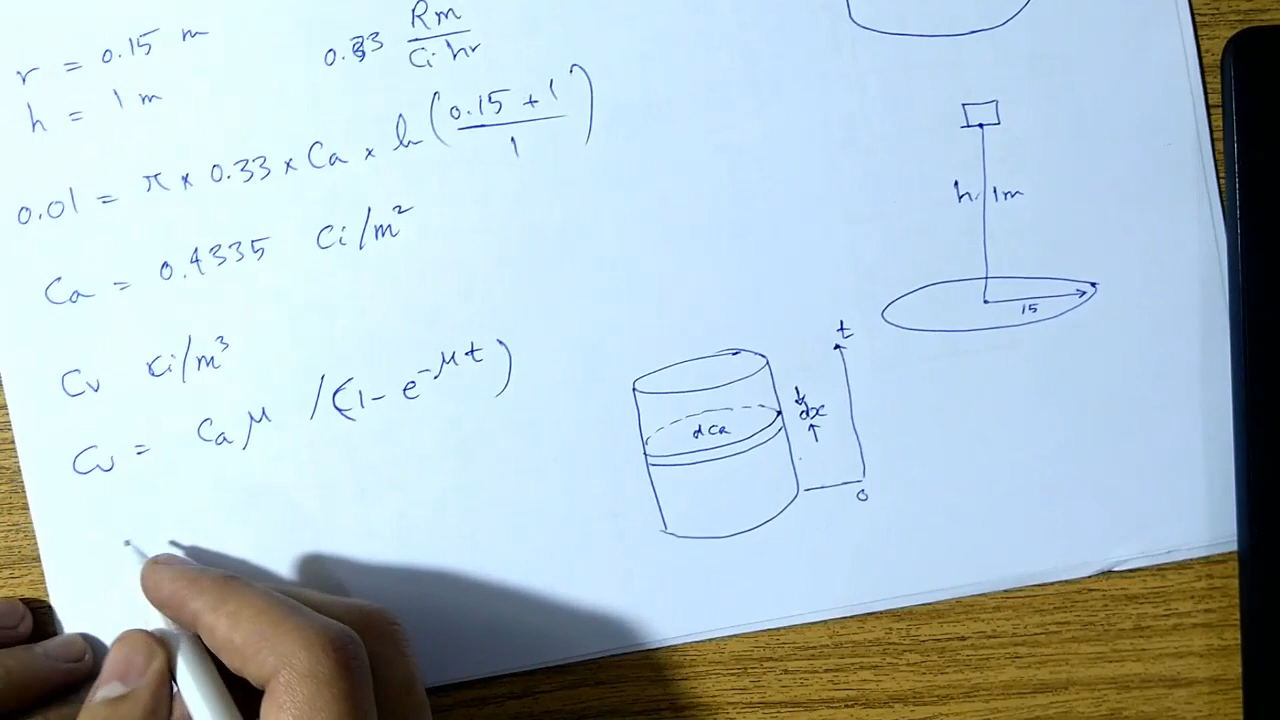 r = 0.15 m
0.33 Rm / Ci hr
h = 1 m
0.01 = π × 0.33 × Ca × ln ( 0.15 + 1 / 1 )
Ca = 0.4335 Ci/m²
Cv Ci/m³
Cv = Ca μ /(1 - e^-μt)
h 1m
15
t
dx
dCa
0